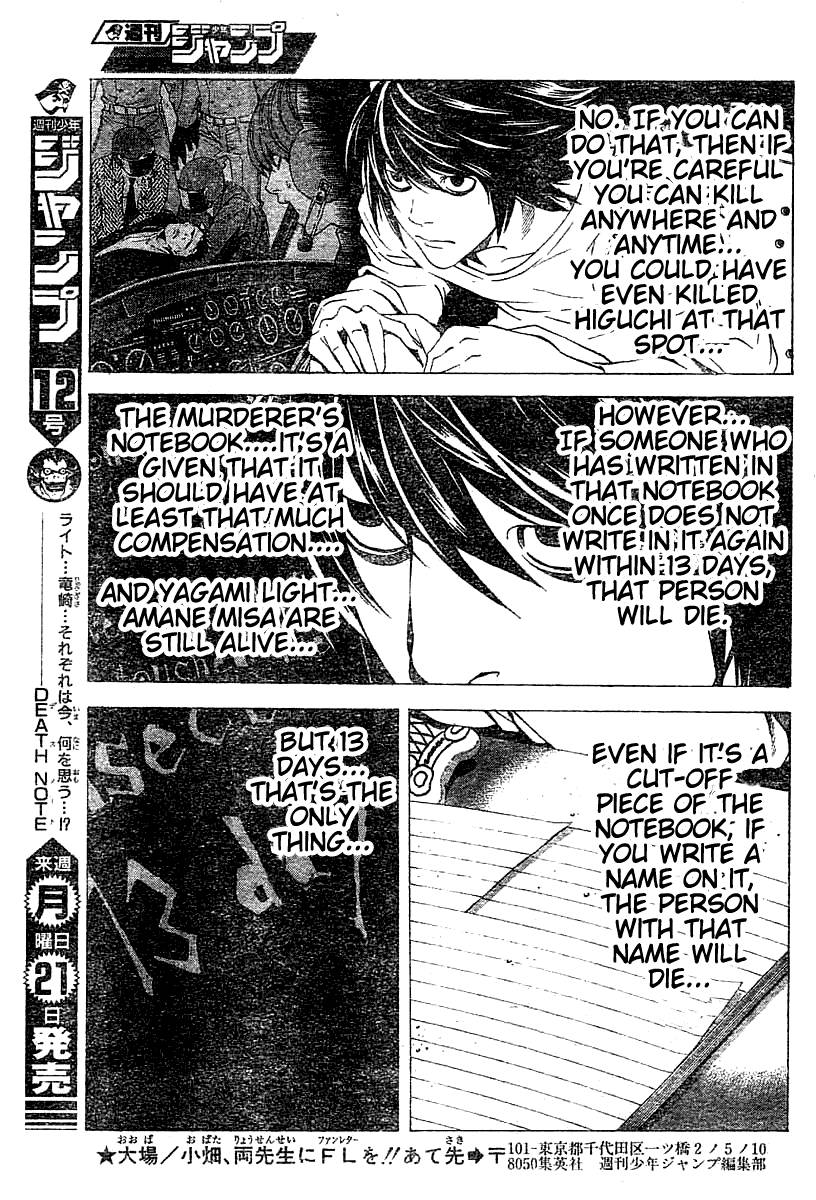 週刊少年ジャンプ
NO. IF YOU CAN
DO THAT, THEN IF
YOU'RE CAREFUL
YOU CAN KILL
ANYWHERE AND
ANYTIME...
YOU COULD HAVE
EVEN KILLED
HIGUCHI AT THAT
SPOT...
HOWEVER...
IF SOMEONE WHO
HAS WRITTEN IN
THAT NOTEBOOK
ONCE DOES NOT
WRITE IN IT AGAIN
WITHIN 13 DAYS,
THAT PERSON
WILL DIE.
THE MURDERER'S
NOTEBOOK....IT'S A
GIVEN THAT IT
SHOULD HAVE AT
LEAST THAT MUCH
COMPENSATION....
AND YAGAMI LIGHT...
AMANE MISA ARE
STILL ALIVE...
EVEN IF IT'S A
CUT-OFF
PIECE OF THE
NOTEBOOK, IF
YOU WRITE A
NAME ON IT,
THE PERSON
WITH THAT
NAME WILL
DIE...
BUT 13
DAYS...
THAT'S THE
ONLY
THING...
13 da
週刊少年
ジャンプ
12
号
ライト…竜崎…それぞれは今、何を思う…!?
DEATH NOTE
来週
月
曜日
21
日
発売
★大場／小畑、両先生にFLを!!あて先➡〒
101-東京都千代田区一ツ橋2ノ5ノ10
8050集英社 週刊少年ジャンプ編集部